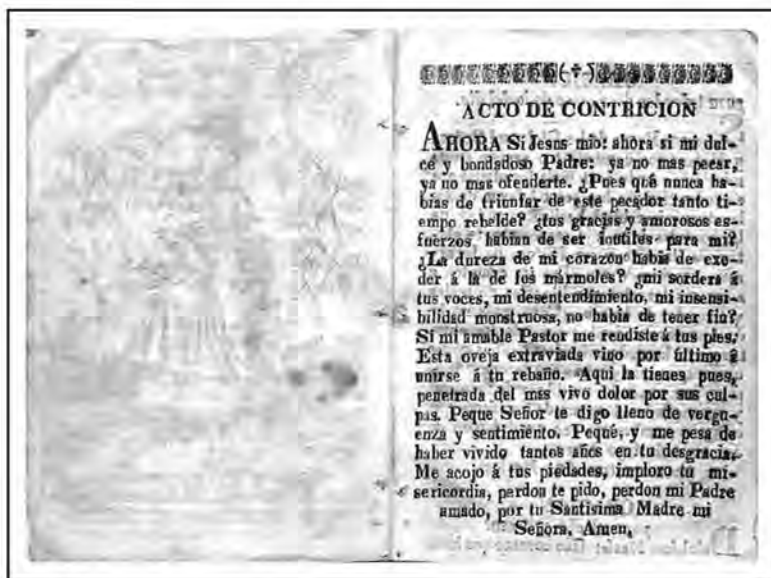 ACTO DE CONTRICION
AHORA Si Jesus mio: ahora si mi dul-
ce y bondadoso Padre: ya no mas pecar,
ya no mas ofenderte. ¿Pues qué nunca ha-
bias de triunfar de este pecador tanto ti-
empo rebelde? ¿tus gracias y amorosos es-
fuerzos habian de ser inutiles para mi?
¿La dureza de mi corazon habia de exe-
der á la de los mármoles? ¿mi sordera á
tus voces, mi desentendimiento, mi insensi-
bilidad monstruosa, no habia de tener fin?
Si mi amable Pastor me rendiste á tus pies.
Esta oveja extraviada vino por último á
unirse á tu rebaño. Aqui la tienes pues,
penetrada del mas vivo dolor por sus cul-
pas. Peque Señor te digo lleno de vergu-
enza y sentimiento. Pequé, y me pesa de
haber vivido tantos años en tu desgracia.
Me acojo á tus piedades, imploro tu mi-
sericordia, perdon te pido, perdon mi Padre
amado, por tu Santisima Madre mi
Señora. Amen.